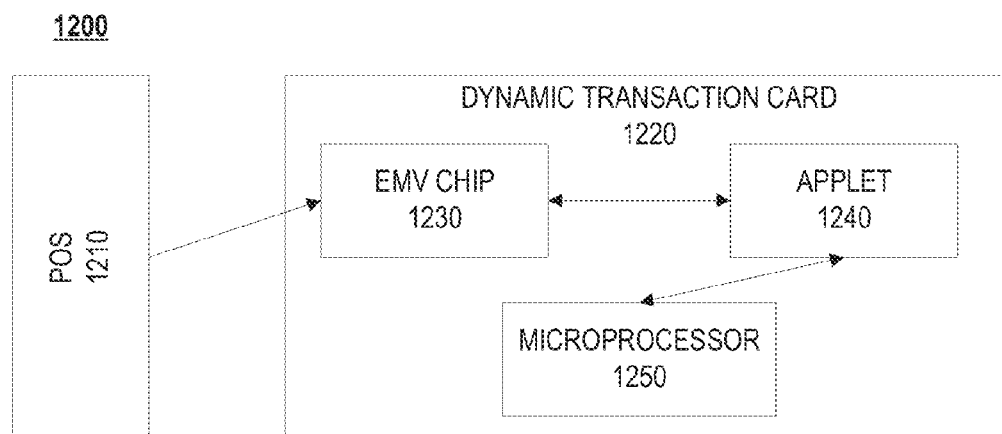 1200
DYNAMIC TRANSACTION CARD
1220
EMV CHIP
1230
APPLET
1240
POS
1210
MICROPROCESSOR
1250